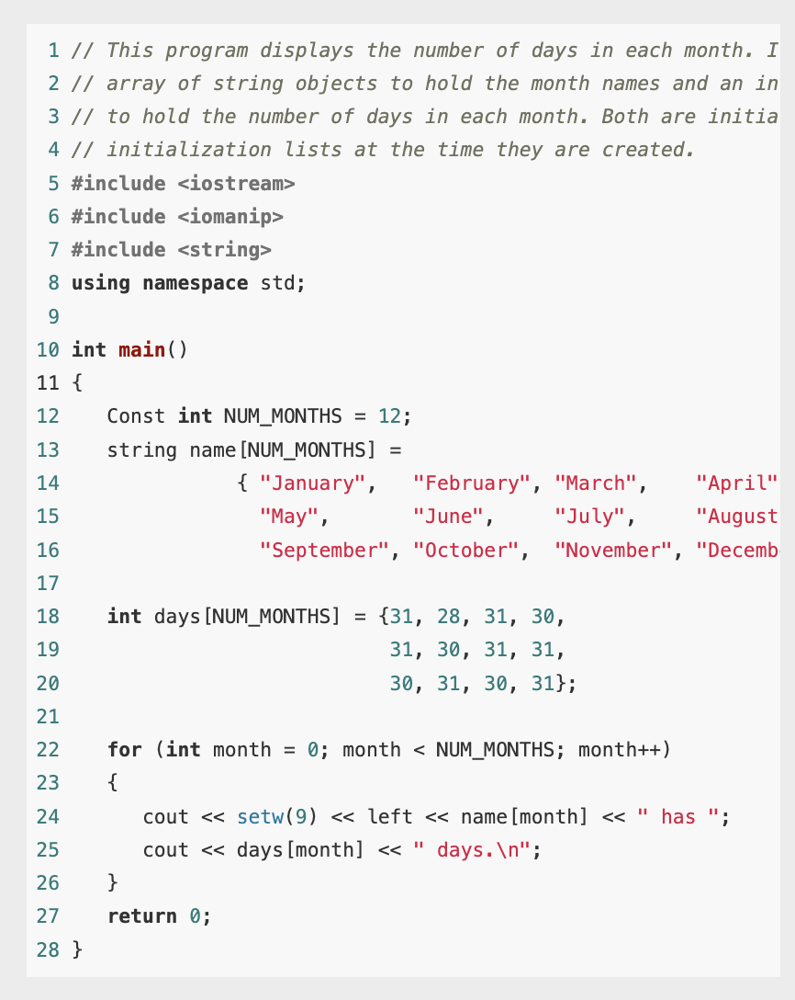 1 // This program displays the number of days in each month. I
2 // array of string objects to hold the month names and an in
3 // to hold the number of days in each month. Both are initia
4 // initialization lists at the time they are created.
5 #include <iostream>
6 #include <iomanip>
7 #include <string>
8 using namespace std;
9
10 int main()
11 {
12    Const int NUM_MONTHS = 12;
13    string name[NUM_MONTHS] =
14               { "January",   "February", "March",    "April"
15                 "May",       "June",     "July",     "August
16                 "September", "October",  "November", "Decemb
17
18    int days[NUM_MONTHS] = {31, 28, 31, 30,
19                            31, 30, 31, 31,
20                            30, 31, 30, 31};
21
22    for (int month = 0; month < NUM_MONTHS; month++)
23    {
24       cout << setw(9) << left << name[month] << " has ";
25       cout << days[month] << " days.\n";
26    }
27    return 0;
28 }